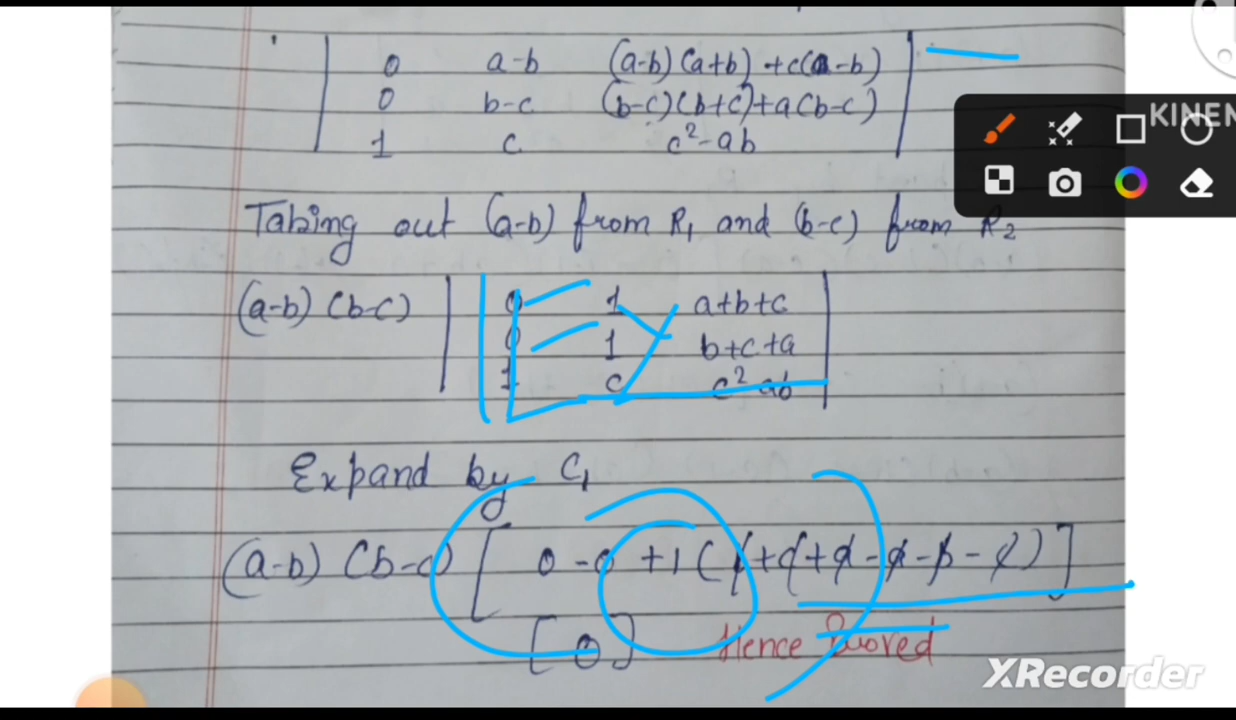 0 a-b (a-b)(a+b)+c(a-b)
0 b-c (b-c)(b+c)+a(b-c)
1 c c²-ab
KINEM
Taking out (a-b) from R₁ and (b-c) from R₂
(a-b) (b-c) 0 1 a+b+c
0 1 b+c+a
1 c c²-ab
Expand by C₁
(a-b) (b-c) [ 0 - 0 +1 (b+c+a-a-b-c) ]
[ 0 ] Hence Proved
XRecorder